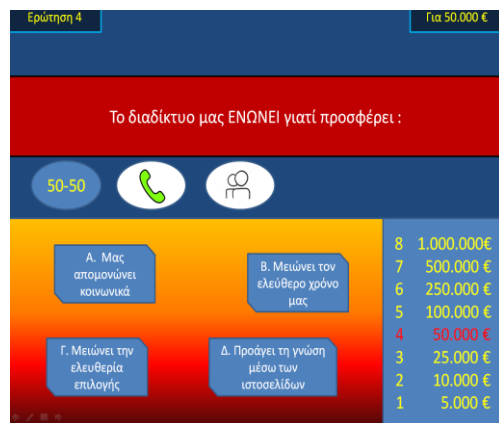 Ερώτηση 4
Για 50.000 €
Το διαδίκτυο μας ΕΝΩΝΕΙ γιατί προσφέρει :
50-50
Α. Μας
απομονώνει
κοινωνικά
Β. Μειώνει τον
ελεύθερο χρόνο
μας
Γ. Μειώνει την
ελευθερία
επιλογής
Δ. Προάγει τη γνώση
μέσω των
ιστοσελίδων
8 1.000.000€
7 500.000 €
6 250.000 €
5 100.000 €
4 50.000 €
3 25.000 €
2 10.000 €
1 5.000 €